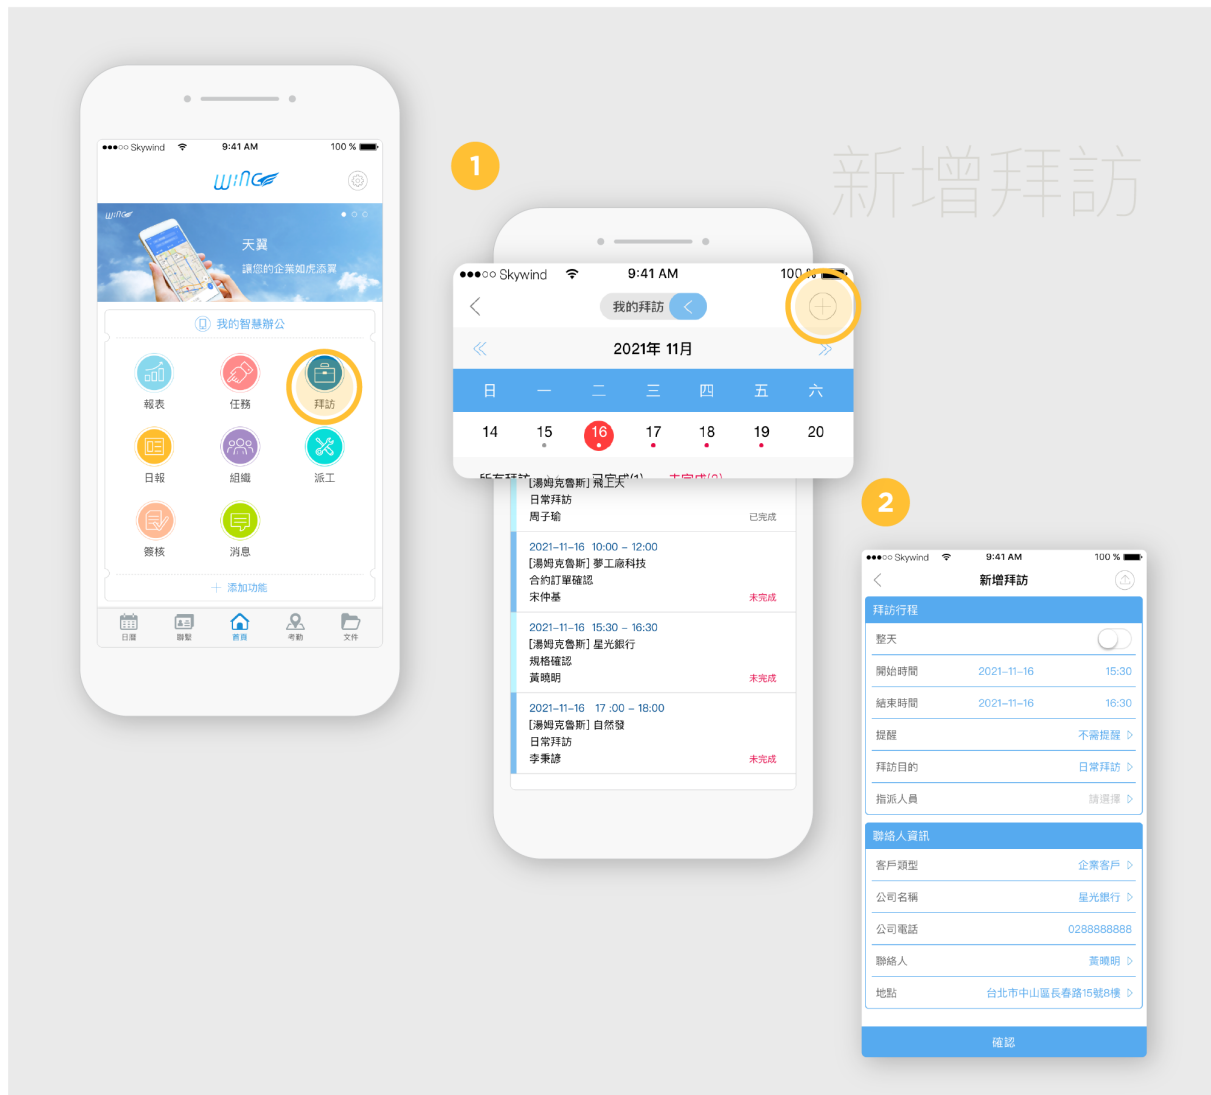 新增拜訪
Skywind 9:41 AM 100 %
WING
WING
天翼
讓您的企業如虎添翼
我的智慧辦公
報表 任務 拜訪
日報 組織 派工
簽核 消息
添加功能
日曆 聯繫 首頁 考勤 文件
1
Skywind 9:41 AM 100 %
我的拜訪
2021年 11月
日 一 二 三 四 五 六
14 15 16 17 18 19 20
所有拜訪 已完成(1) 未完成(3)
[湯姆克魯斯] 飛上天
日常拜訪
周子瑜 已完成
2021-11-16 10:00 - 12:00
[湯姆克魯斯] 夢工廠科技
合約訂單確認
宋仲基 未完成
2021-11-16 15:30 - 16:30
[湯姆克魯斯] 星光銀行
規格確認
黃曉明 未完成
2021-11-16 17 :00 - 18:00
[湯姆克魯斯] 自然發
日常拜訪
李秉諺 未完成
2
Skywind 9:41 AM 100 %
新增拜訪
拜訪行程
整天
開始時間 2021-11-16 15:30
結束時間 2021-11-16 16:30
提醒 不需提醒
拜訪目的 日常拜訪
指派人員 請選擇
聯絡人資訊
客戶類型 企業客戶
公司名稱 星光銀行
公司電話 0288888888
聯絡人 黃曉明
地點 台北市中山區長春路15號8樓
確認